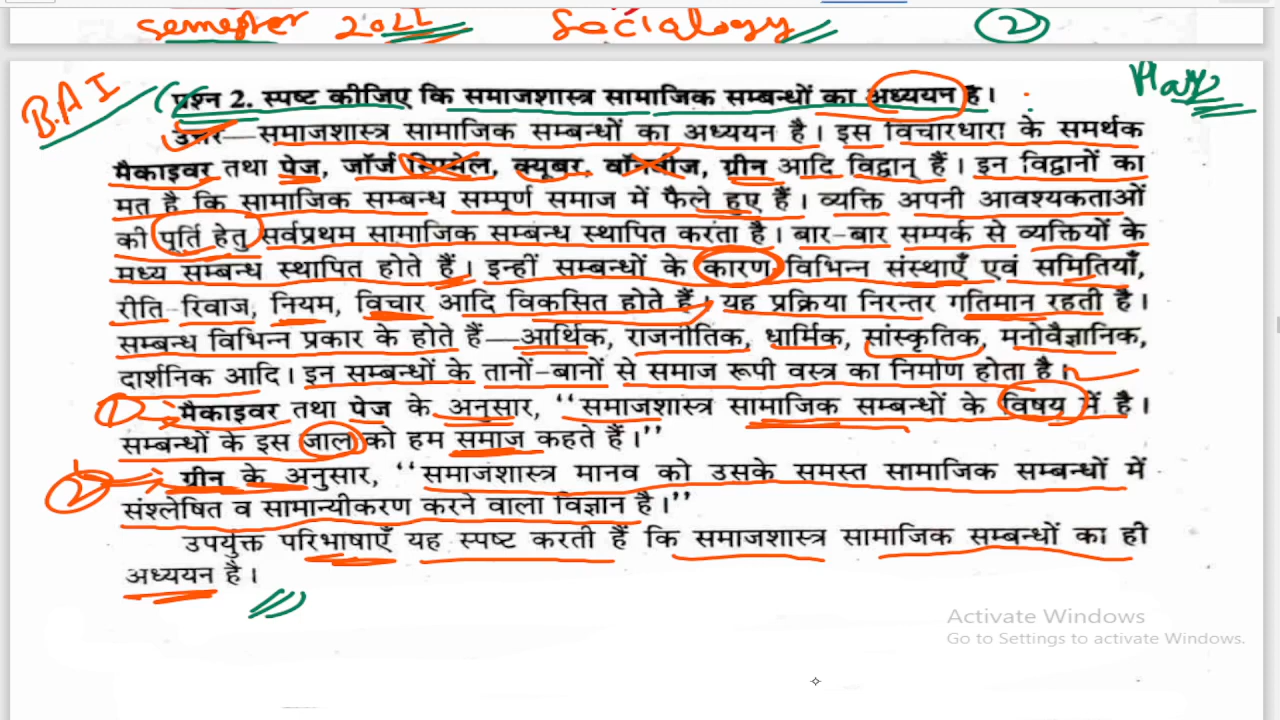 semester 2022 Socialogy 2
B.A I
प्रश्न 2. स्पष्ट कीजिए कि समाजशास्त्र सामाजिक सम्बन्धों का अध्ययन है।
उत्तर—समाजशास्त्र सामाजिक सम्बन्धों का अध्ययन है। इस विचारधारा के समर्थक
मैकाइवर तथा पेज, जॉर्ज सिम्मेल, क्यूबर, वॉनवीज, ग्रीन आदि विद्वान् हैं। इन विद्वानों का
मत है कि सामाजिक सम्बन्ध सम्पूर्ण समाज में फैले हुए हैं। व्यक्ति अपनी आवश्यकताओं
की पूर्ति हेतु सर्वप्रथम सामाजिक सम्बन्ध स्थापित करता है। बार-बार सम्पर्क से व्यक्तियों के
मध्य सम्बन्ध स्थापित होते हैं। इन्हीं सम्बन्धों के कारण विभिन्न संस्थाएँ एवं समितियाँ,
रीति-रिवाज, नियम, विचार आदि विकसित होते हैं। यह प्रक्रिया निरन्तर गतिमान रहती है।
सम्बन्ध विभिन्न प्रकार के होते हैं—आर्थिक, राजनीतिक, धार्मिक, सांस्कृतिक, मनोवैज्ञानिक,
दार्शनिक आदि। इन सम्बन्धों के तानों-बानों से समाज रूपी वस्त्र का निर्माण होता है।
1 मैकाइवर तथा पेज के अनुसार, ‘‘समाजशास्त्र सामाजिक सम्बन्धों के विषय में है।
सम्बन्धों के इस जाल को हम समाज कहते हैं।’’
2 ग्रीन के अनुसार, ‘‘समाजशास्त्र मानव को उसके समस्त सामाजिक सम्बन्धों में
संश्लेषित व सामान्यीकरण करने वाला विज्ञान है।’’
उपर्युक्त परिभाषाएँ यह स्पष्ट करती हैं कि समाजशास्त्र सामाजिक सम्बन्धों का ही
अध्ययन है।
Activate Windows
Go to Settings to activate Windows.